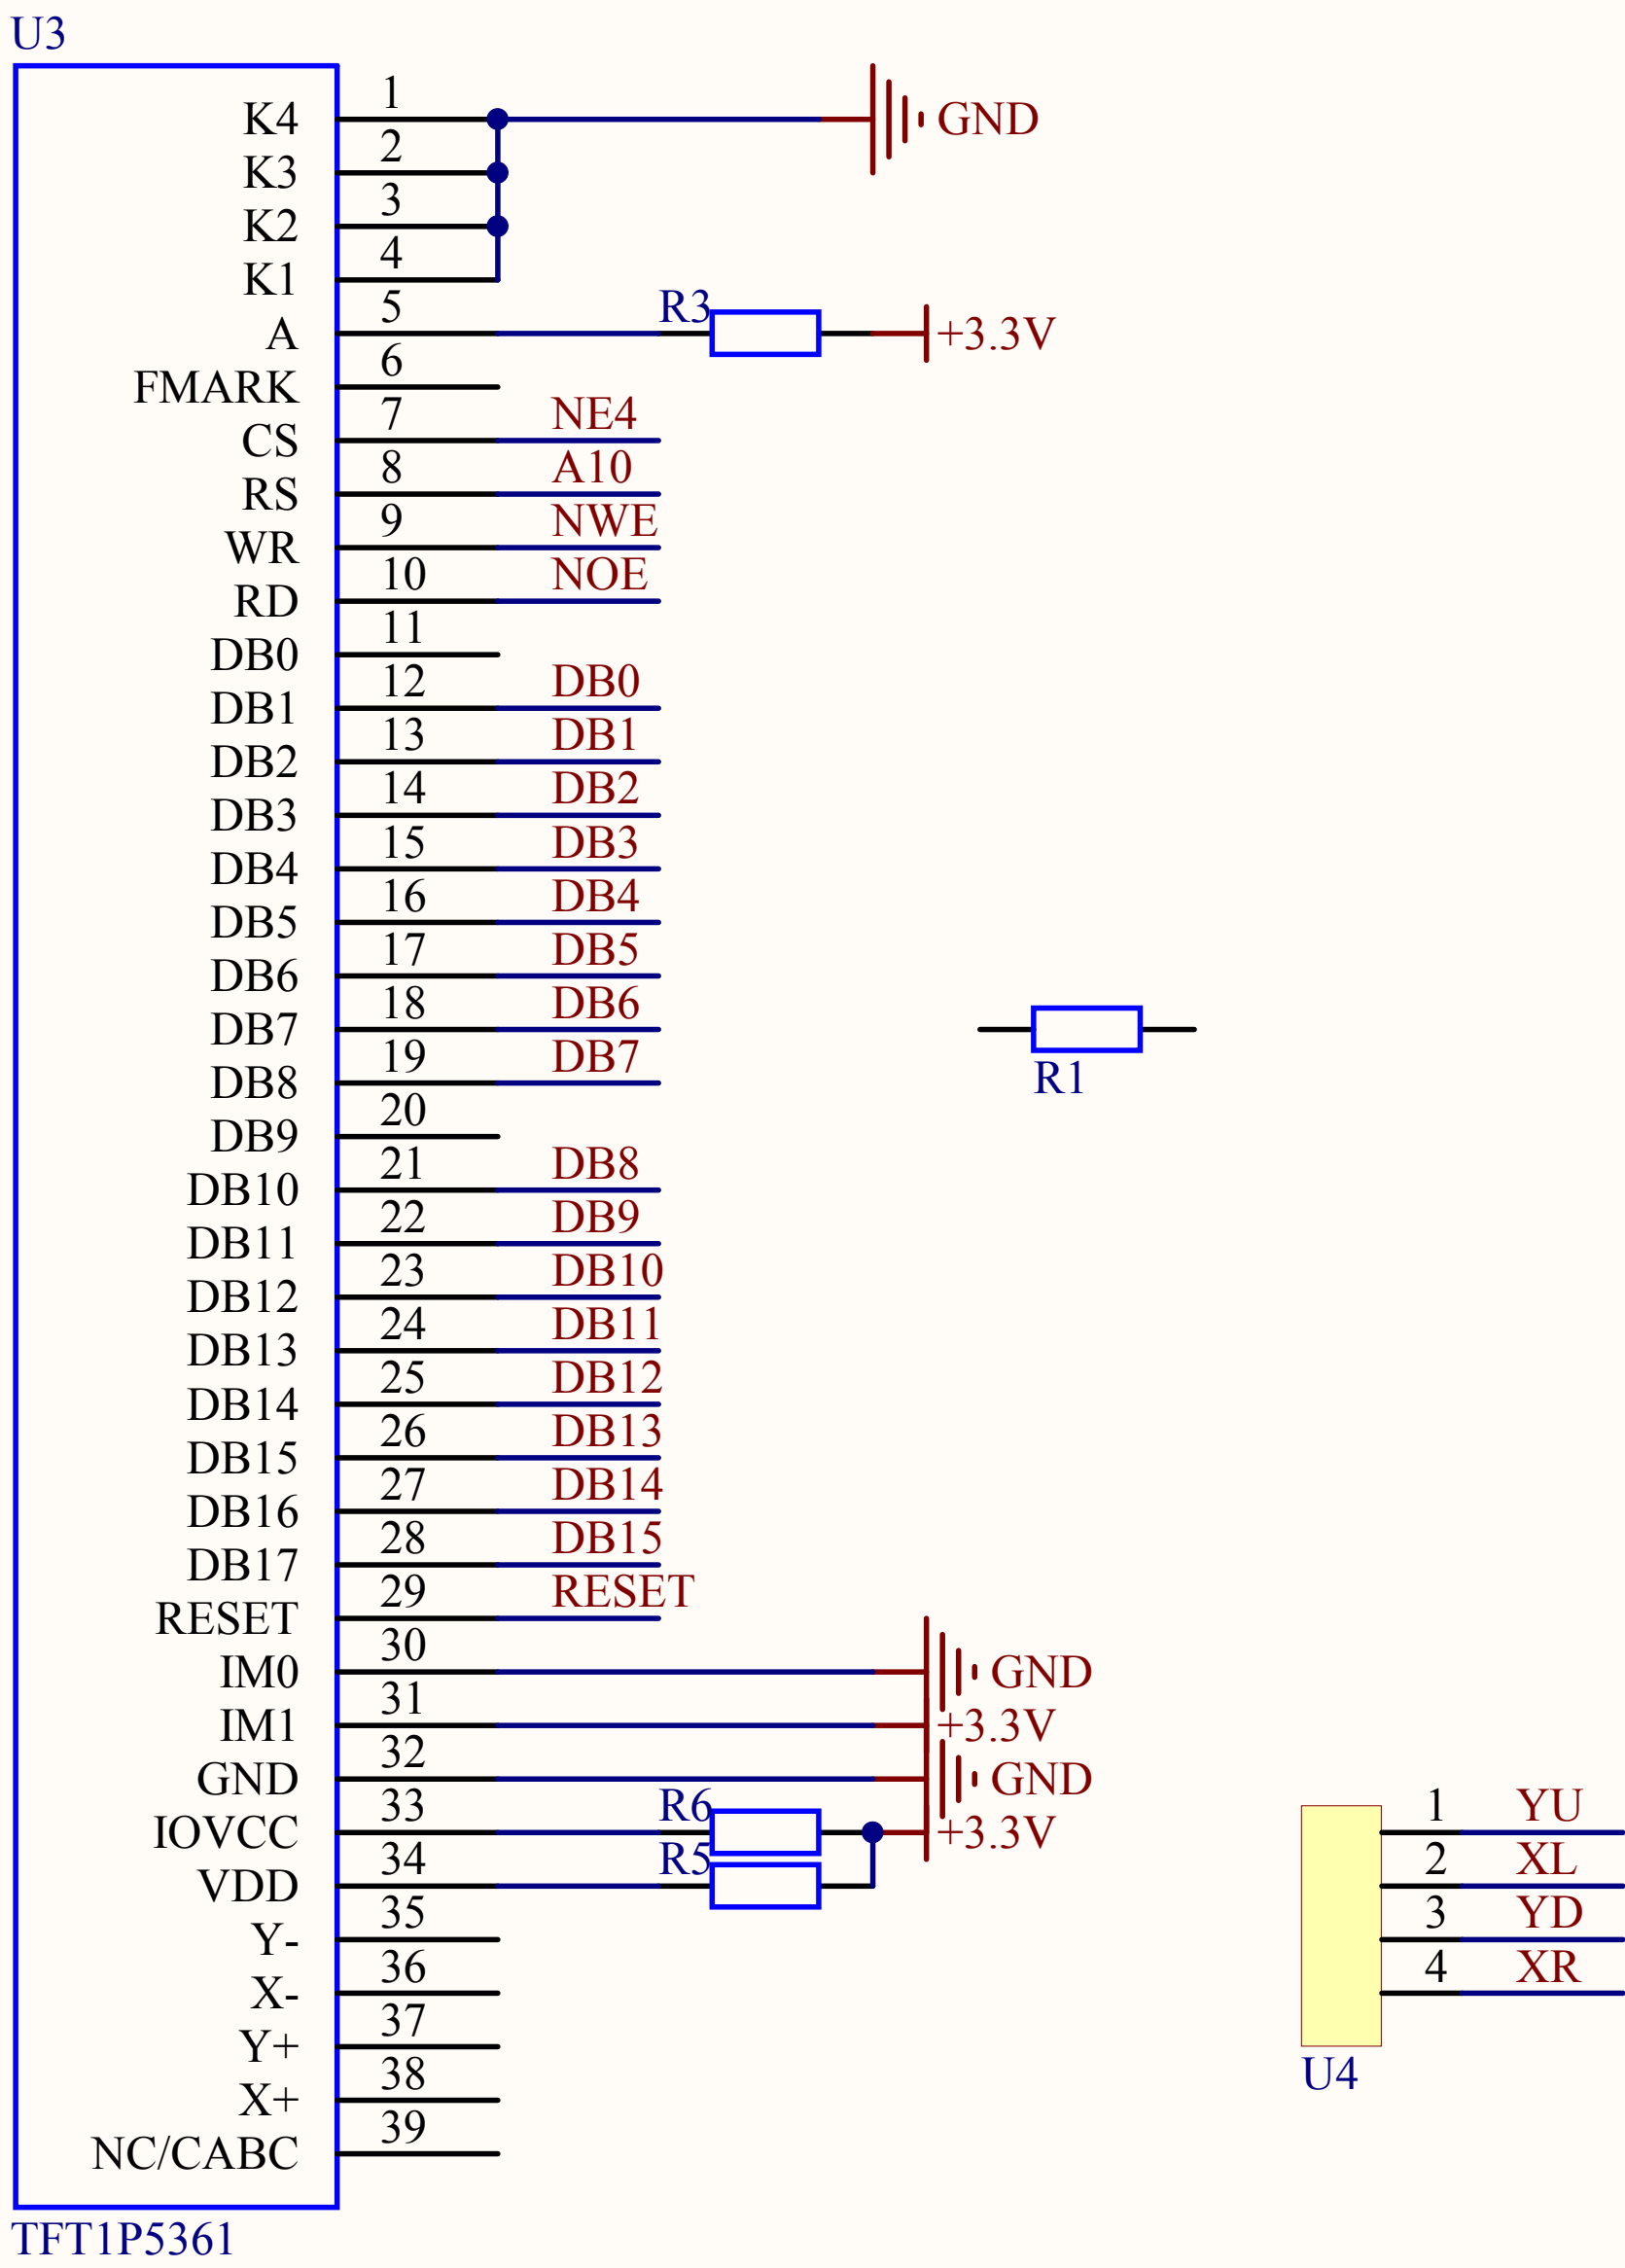 U3
1
K4 GND
2
K3
3
K2
4
K1
5 R3
A +3.3V
6
FMARK
7 NE4
CS
8 A10
RS
9 NWE
WR
10 NOE
RD
11
DB0
12 DB0
DB1
13 DB1
DB2
14 DB2
DB3
15 DB3
DB4
16 DB4
DB5
17 DB5
DB6
18 DB6
DB7
19 DB7
R1
DB8
20
DB9
21 DB8
DB10
22 DB9
DB11
23 DB10
DB12
24 DB11
DB13
25 DB12
DB14
26 DB13
DB15
27 DB14
DB16
28 DB15
DB17
29 RESET
RESET
30
IM0 GND
31
IM1 +3.3V
32
GND GND
33 R6 1 YU
IOVCC +3.3V
34 R5 2 XL
VDD
35 3 YD
Y-
36 4 XR
X-
37
Y+
38 U4
X+
39
NC/CABC
TFT1P5361